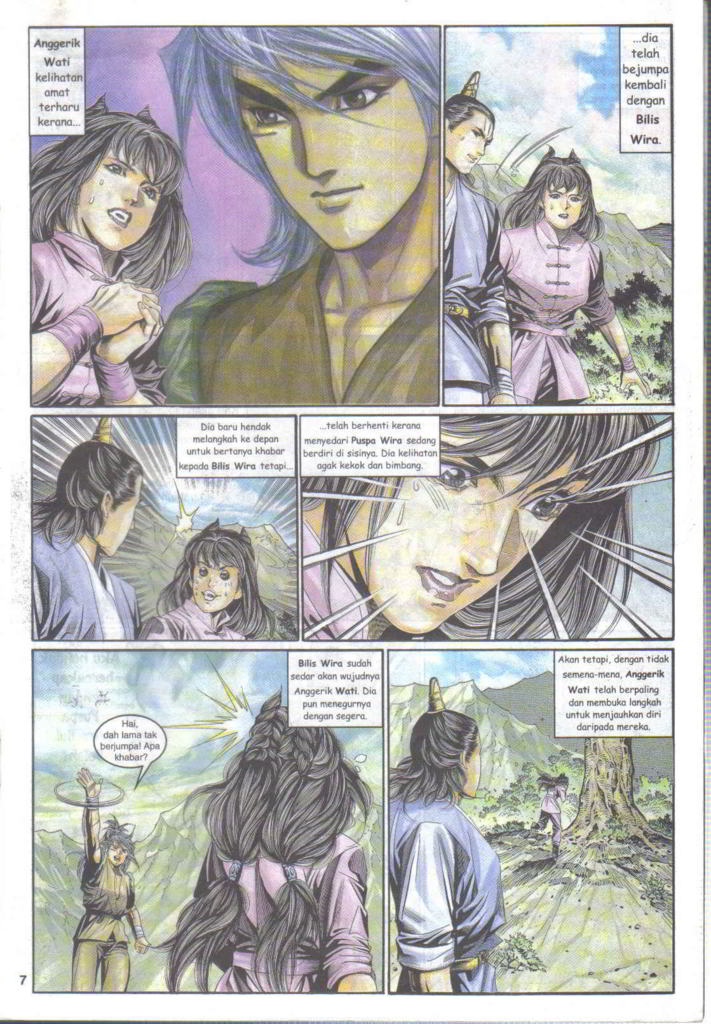 Anggerik
Wati
kelihatan
amat
terharu
kerana...
...dia
telah
bejumpa
kembali
dengan
Bilis
Wira.
Dia baru hendak
melangkah ke depan
untuk bertanya khabar
kepada Bilis Wira tetapi...
...telah berhenti kerana
menyedari Puspa Wira sedang
berdiri di sisinya. Dia kelihatan
agak kekok dan bimbang.
Bilis Wira sudah
sedar akan wujudnya
Anggerik Wati. Dia
pun menegurnya
dengan segera.
Hai,
dah lama tak
berjumpa! Apa
khabar?
Akan tetapi, dengan tidak
semena-mena, Anggerik
Wati telah berpaling
dan membuka langkah
untuk menjauhkan diri
daripada mereka.
7